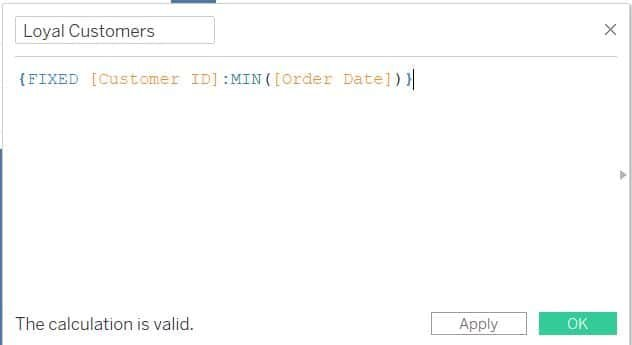 Loyal Customers
{FIXED [Customer ID]:MIN([Order Date])}
The calculation is valid.
Apply
OK